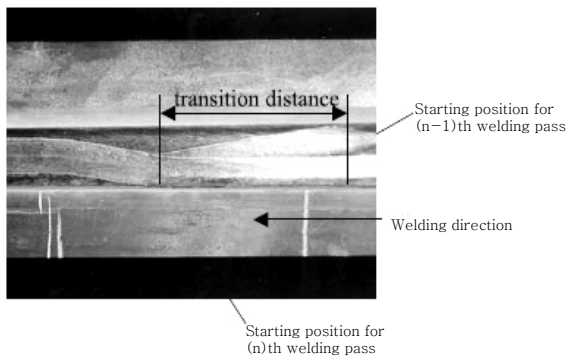 transition distance
Starting position for
(n-1)th welding pass
Welding direction
Starting position for
(n)th welding pass